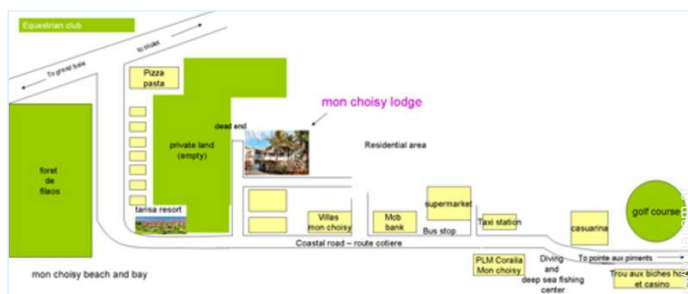 Equestrian club
To grand baie
to triolet
Pizza
pasta
mon choisy lodge
dead end
private land
(empty)
Residential area
foret
de
filaos
tarisa resort
supermarket
golf course
Villas
mon choisy
Mcb
bank
Bus stop
Taxi station
casuarina
Coastal road – route cotiere
PLM Coralia
Mon choisy
Diving
and
deep sea fishing
center
To pointe aux piments
Trou aux biches ho
et casino
mon choisy beach and bay